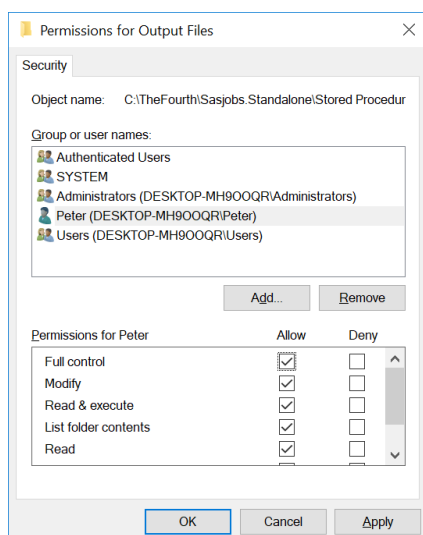 Permissions for Output Files
Security
Object name: C:\TheFourth\Sasjobs.Standalone\Stored Procedur
Group or user names:
Authenticated Users
SYSTEM
Administrators (DESKTOP-MH9OOQR\Administrators)
Peter (DESKTOP-MH9OOQR\Peter)
Users (DESKTOP-MH9OOQR\Users)
Add... Remove
Permissions for Peter Allow Deny
Full control
Modify
Read & execute
List folder contents
Read
OK Cancel Apply